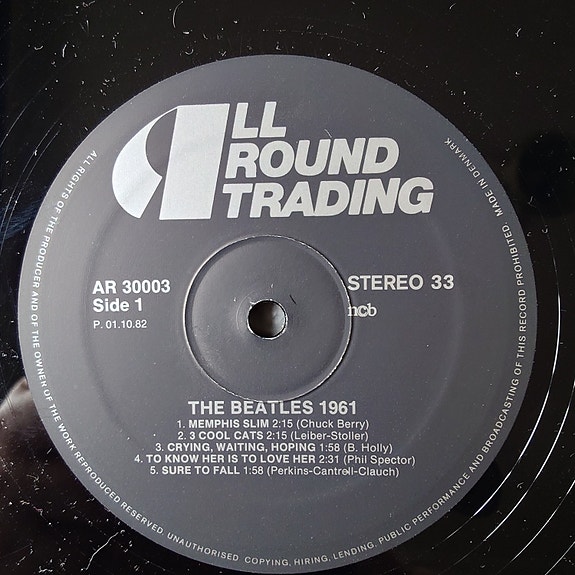 ALL
ROUND
TRADING
AR 30003
Side 1
P. 01.10.82
STEREO 33
ncb
THE BEATLES 1961
1. MEMPHIS SLIM 2:15 (Chuck Berry)
2. 3 COOL CATS 2:15 (Leiber-Stoller)
3. CRYING, WAITING, HOPING 1:58 (B. Holly)
4. TO KNOW HER IS TO LOVE HER 2:31 (Phil Spector)
5. SURE TO FALL 1:58 (Perkins-Cantrell-Clauch)
ALL RIGHTS OF THE PRODUCER AND OF THE OWNER OF THE WORK REPRODUCED RESERVED UNAUTHORISED COPYING, HIRING, LENDING, PUBLIC PERFORMANCE AND BROADCASTING OF THIS RECORD PROHIBITED. MADE IN DENMARK